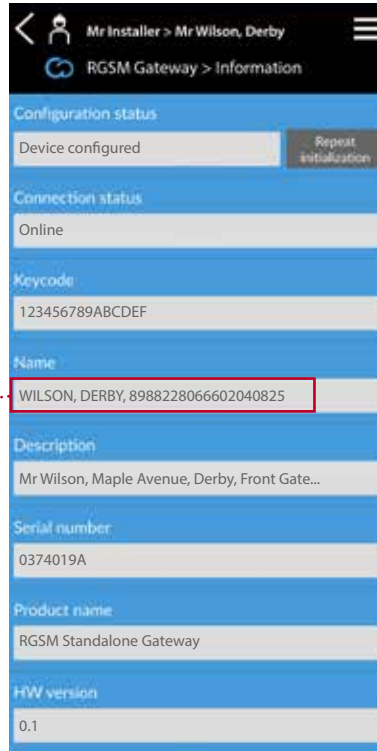 Mr Installer > Mr Wilson, Derby
RGSM Gateway > Information
Configuration status
Device configured
Repeat
initialization
Connection status
Online
Keycode
123456789ABCDEF
Name
WILSON, DERBY, 8988228066602040825
Description
Mr Wilson, Maple Avenue, Derby, Front Gate...
Serial number
0374019A
Product name
RGSM Standalone Gateway
HW version
0.1